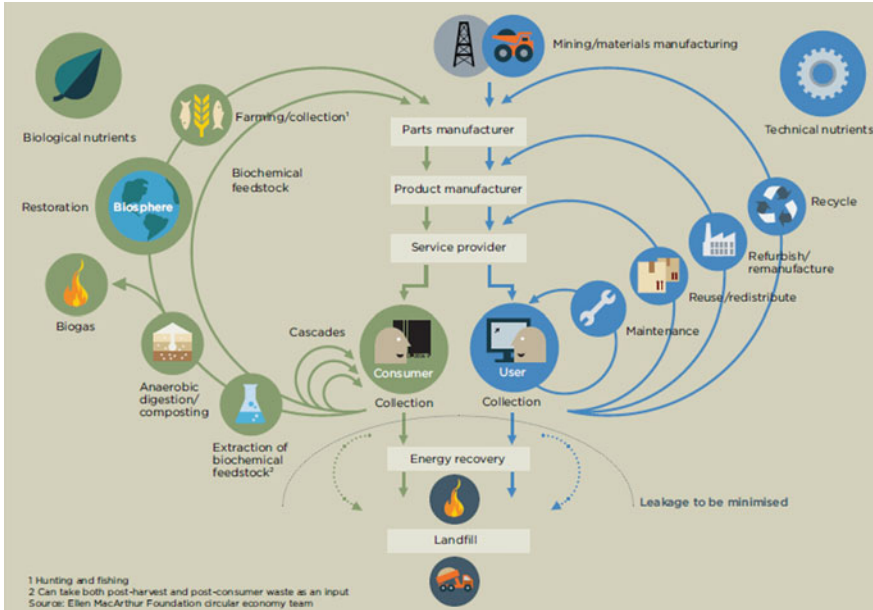 Mining/materials manufacturing
Biological nutrients
Farming/collection¹
Parts manufacturer
Technical nutrients
Biochemical
feedstock
Product manufacturer
Restoration
Biosphere
Recycle
Service provider
Refurbish/
remanufacture
Reuse/redistribute
Biogas
Cascades
Maintenance
Consumer
User
Anaerobic
digestion/
composting
Collection
Collection
Extraction of
biochemical
feedstock²
Energy recovery
Leakage to be minimised
Landfill
1 Hunting and fishing
2 Can take both post-harvest and post-consumer waste as an input
Source: Ellen MacArthur Foundation circular economy team